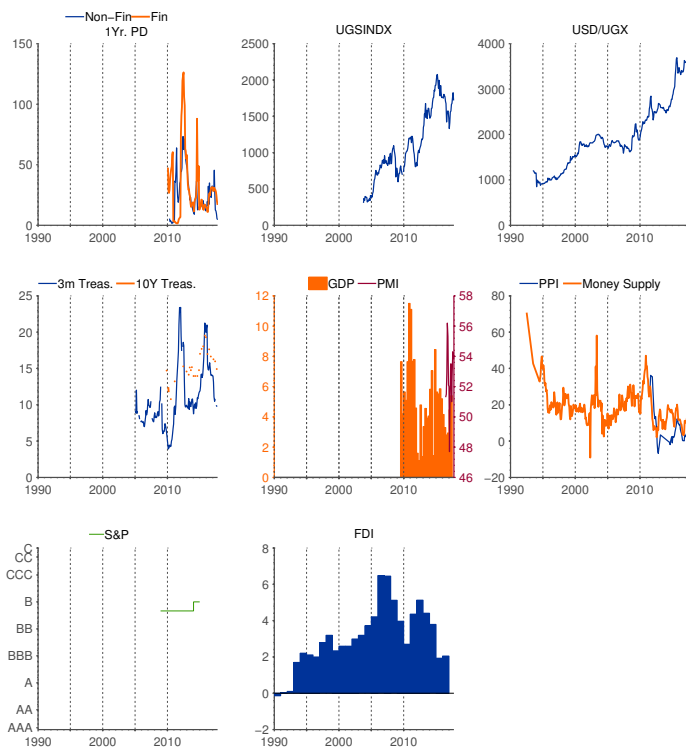 Non−Fin Fin
1Yr. PD
150
100
50
0
1990 2000 2010
UGSINDX
2500
2000
1500
1000
500
0
1990 2000 2010
USD/UGX
4000
3000
2000
1000
0
1990 2000 2010
3m Treas. 10Y Treas.
25
20
15
10
5
0
1990 2000 2010
GDP PMI
12 58
10 56
8 54
6
52
4
50
2 48
0 46
1990 2000 2010
PPI Money Supply
80
60
40
20
0
−20
1990 2000 2010
S&P
C
CC
CCC
B
BB
BBB
A
AA
AAA
1990 2000 2010
FDI
8
6
4
2
0
−2
1990 2000 2010